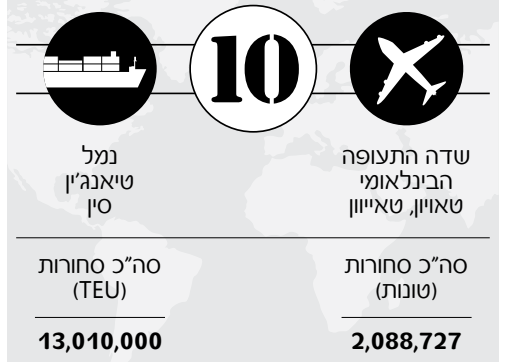 10
שדה התעופה
הבינלאומי
טאויון, טאייוון
סה"כ סחורות
(טונות)
2,088,727
נמל
טיאנג'ין
סין
סה"כ סחורות
(TEU)
13,010,000